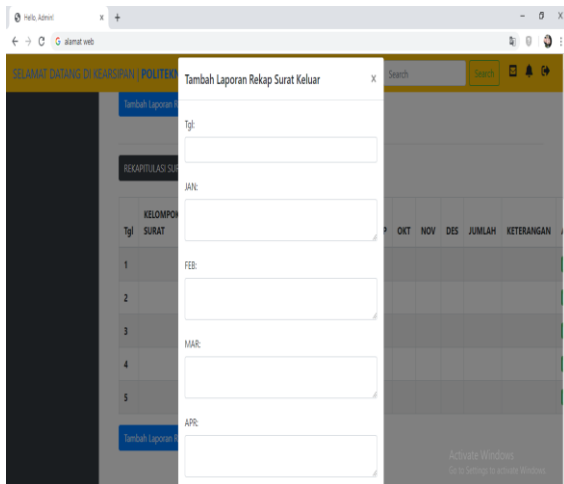 Hello, Admin! x +
alamat web
SELAMAT DATANG DI KEARSIPAN | POLITEKN
Search
Search
Tambah Laporan R
Tambah Laporan Rekap Surat Keluar X
Tgl:
REKAPITULASI SUR
JAN:
Tgl KELOMPOK SURAT P OKT NOV DES JUMLAH KETERANGAN
1
FEB:
2
3
MAR:
4
5
APR:
Tambah Laporan R
Activate Windows
Go to Settings to activate Windows.